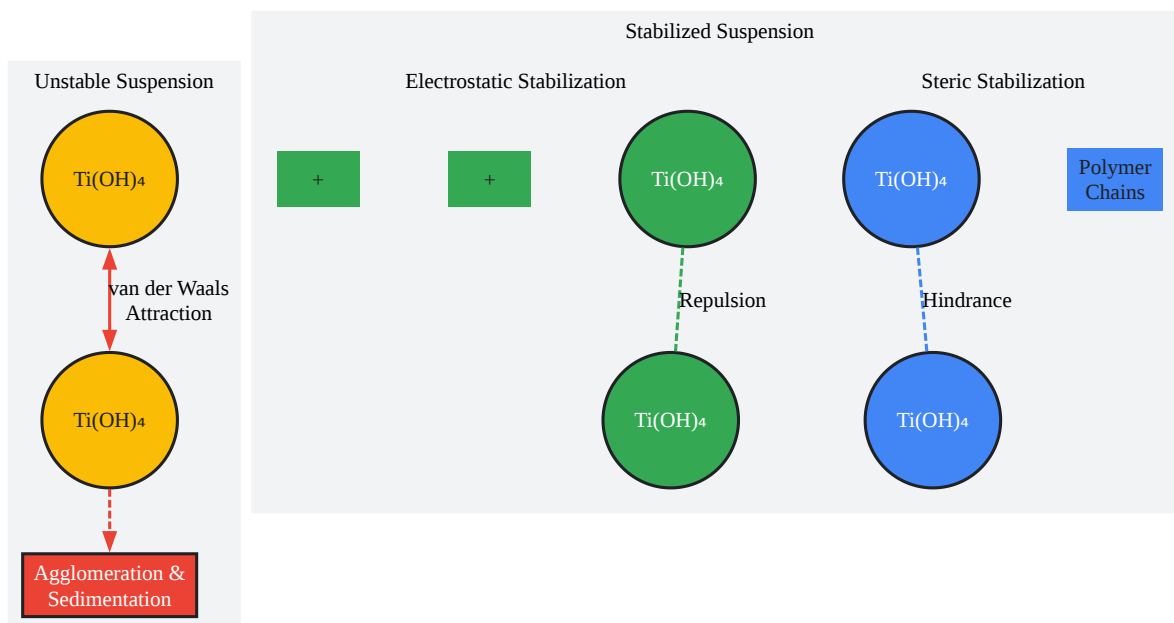 Stabilized Suspension
Unstable Suspension
Electrostatic Stabilization
Steric Stabilization
Ti(OH)₄
+
+
Ti(OH)₄
Ti(OH)₄
Polymer
Chains
van der Waals
Attraction
Repulsion
Hindrance
Ti(OH)₄
Ti(OH)₄
Ti(OH)₄
Agglomeration &
Sedimentation